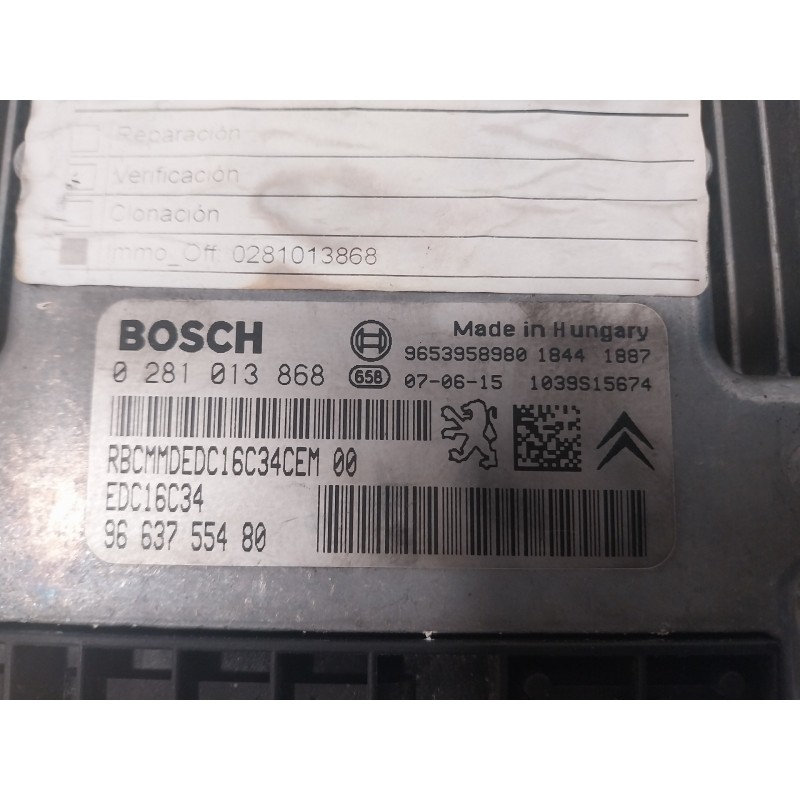 Reparación
Verificación
Clonación
Immo_Off 0281013868
BOSCH
Made in Hungary
9653958980 1844 1887
0 281 013 868 65B 07-06-15 1039S15674
RBCMMDEDC16C34CEM 00
EDC16C34
96 637 554 80